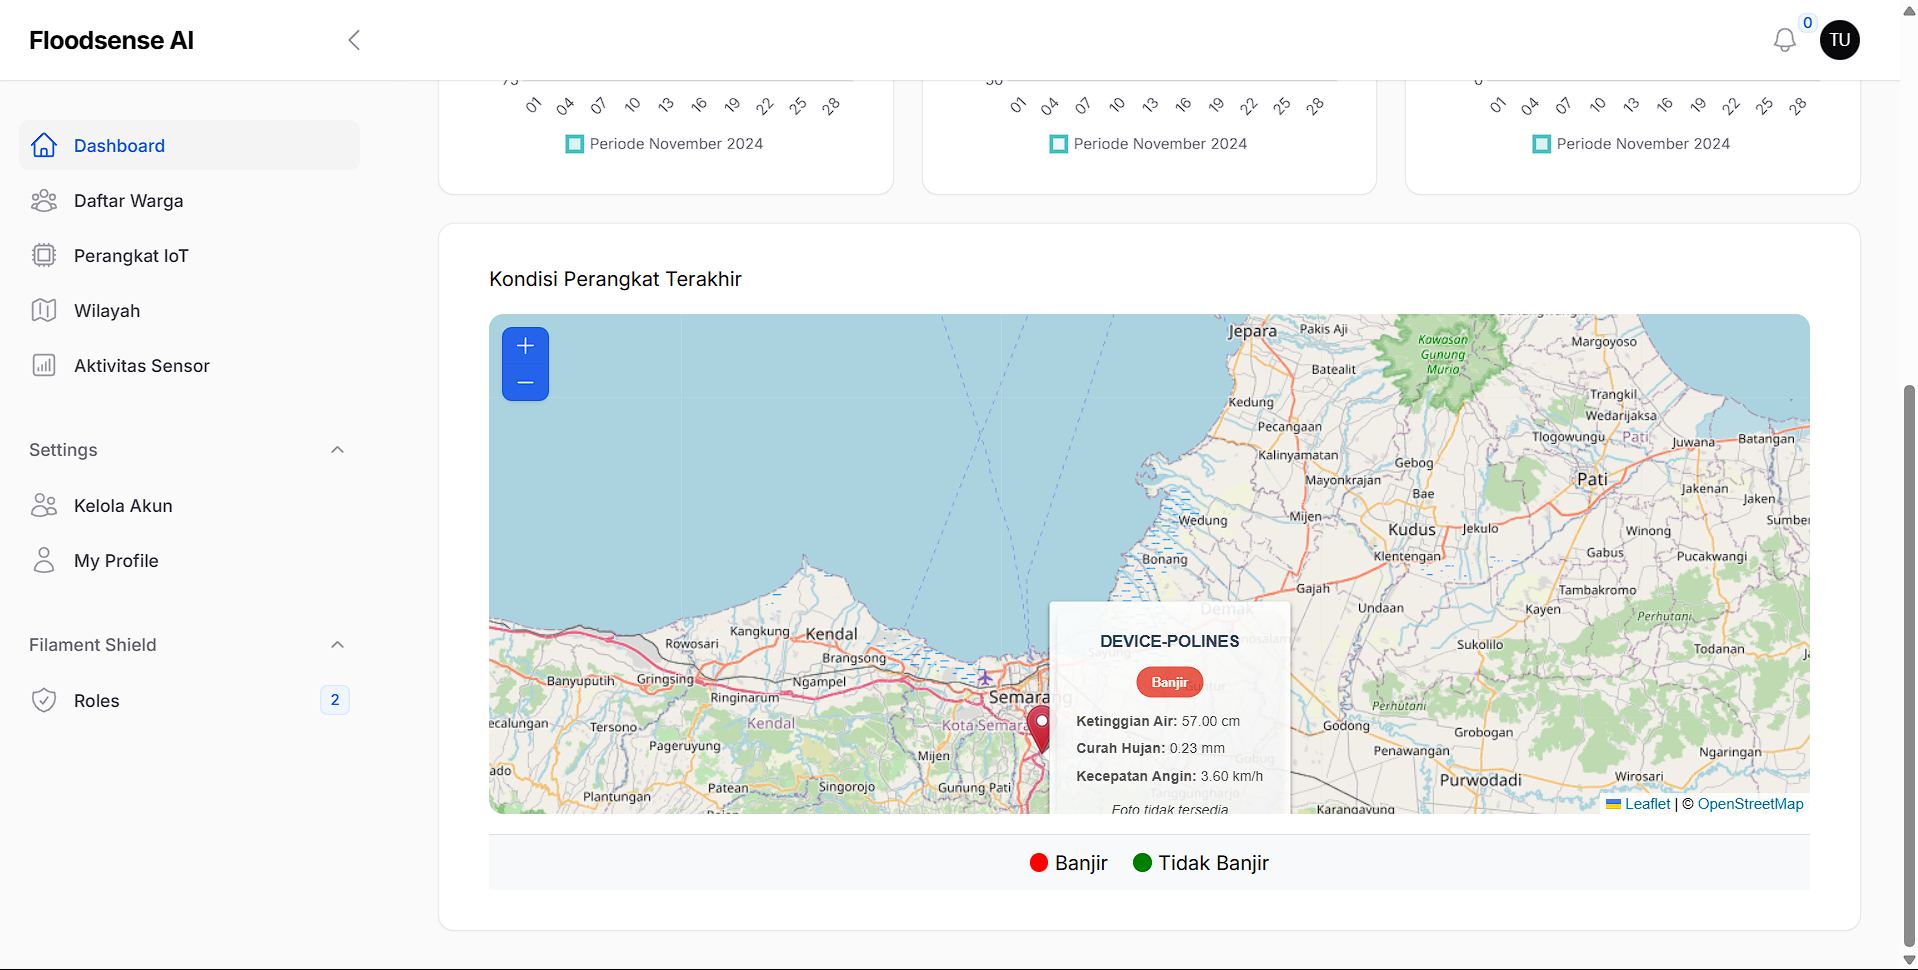 Floodsense AI
0
TU
Dashboard
Daftar Warga
Perangkat IoT
Wilayah
Aktivitas Sensor
Settings
Kelola Akun
My Profile
Filament Shield
Roles
2
01 04 07 10 13 16 19 22 25 28
Periode November 2024
01 04 07 10 13 16 19 22 25 28
Periode November 2024
01 04 07 10 13 16 19 22 25 28
Periode November 2024
Kondisi Perangkat Terakhir
+
−
Jepara
Pakis Aji
Kawasan
Gunung
Muria
Margoyoso
Batealit
Kedung
Trangkil
Wedarijaksa
Pecangaan
Tlogowungu
Pati
Juwana
Batangan
Kalinyamatan
Gebog
Mayonkrajan
Pati
Bae
Jakenan
Jaken
Wedung
Mijen
Kudus
Jekulo
Winong
Sumber
Bonang
Klentengan
Gabus
Pucakwangi
Gajah
Tambakromo
Demak
Undaan
Kayen
Perhutani
Kangkung
Kendal
Rowosari
Brangsong
Sukolilo
Todanan
Banyuputih
Gringsing
Ngampel
Ringinarum
Semarang
Kota Semara
Kendal
Tersono
Pageruyung
Mijen
Perhutani
Godong
Grobogan
Penawangan
Ngaringan
Patean
Singorojo
Gunung Pati
Plantungan
Purwodadi
Wirosari
Karangayung
DEVICE-POLINES
Banjir
Ketinggian Air: 57.00 cm
Curah Hujan: 0.23 mm
Kecepatan Angin: 3.60 km/h
Foto tidak tersedia
Leaflet | © OpenStreetMap
Banjir
Tidak Banjir